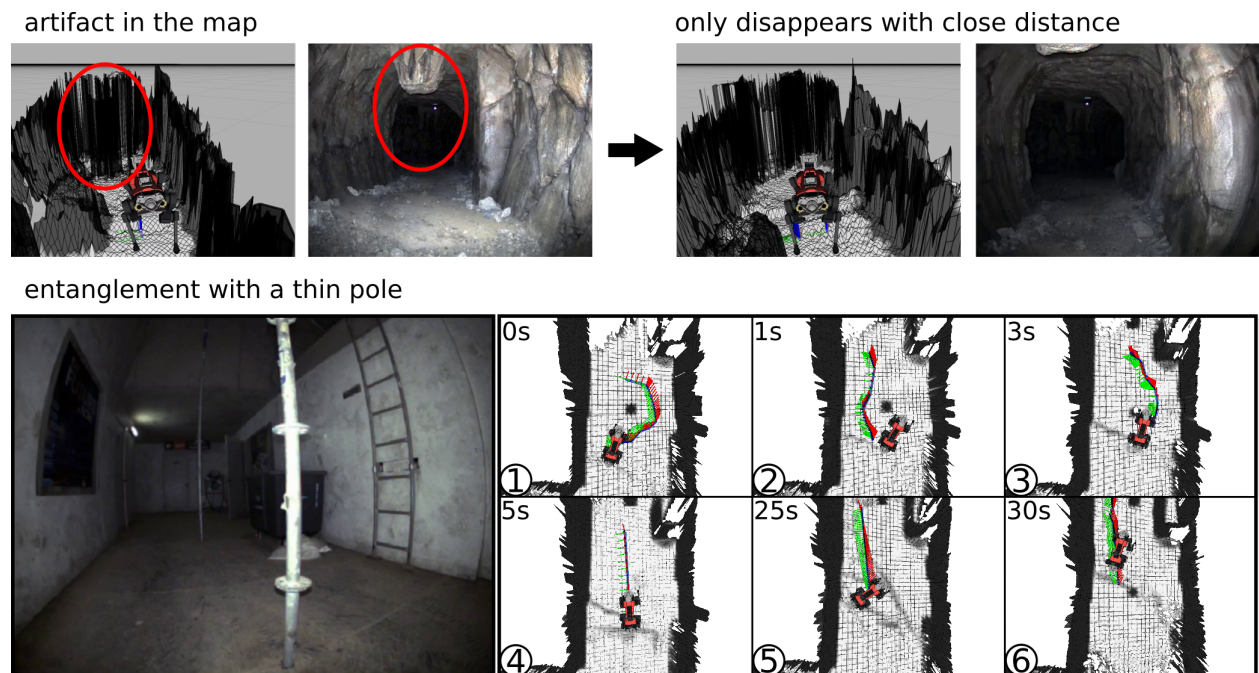 artifact in the map
only disappears with close distance
entanglement with a thin pole
0s
1s
3s
1
2
3
5s
25s
30s
4
5
6